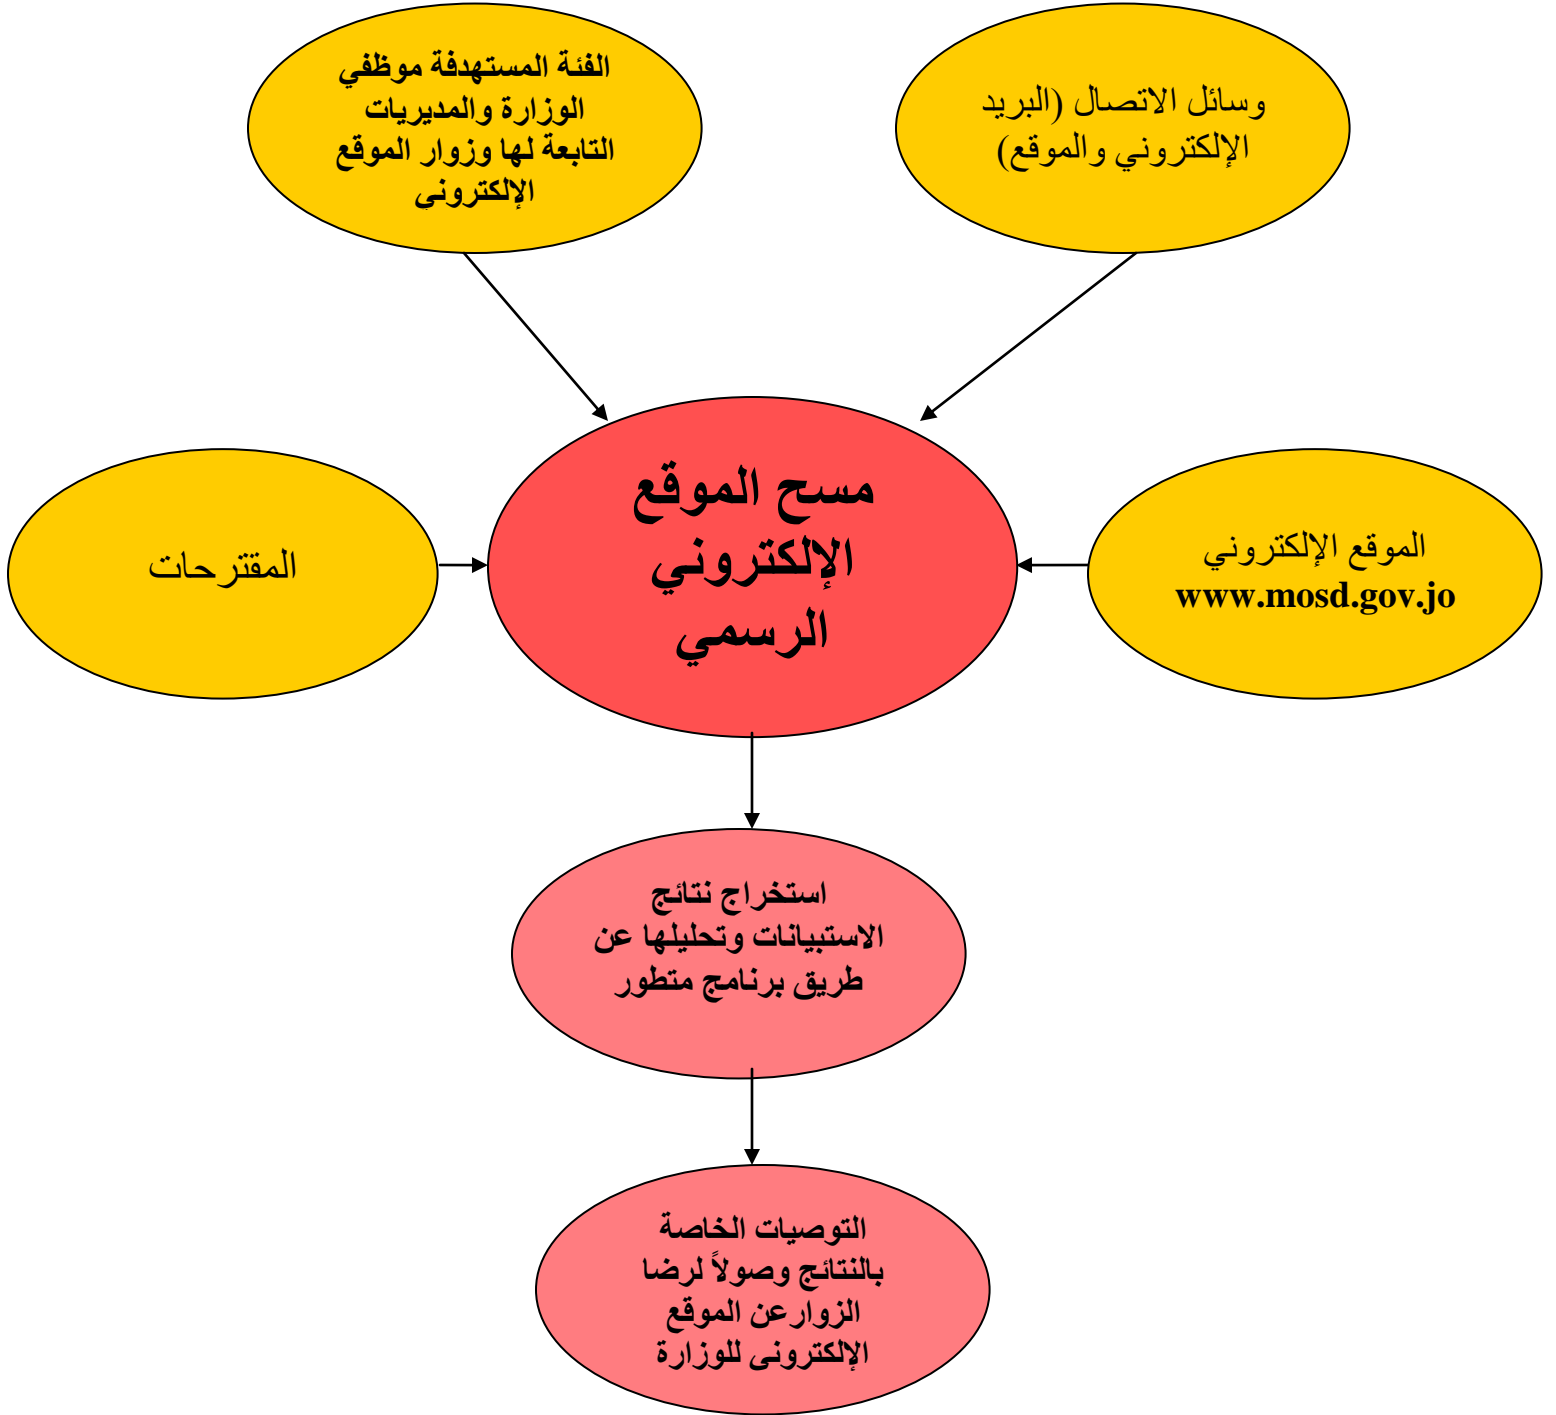 وسائل الاتصال (البريد
الإلكتروني والموقع)
الفئة المستهدفة موظفي
الوزارة والمديريات
التابعة لها وزوار الموقع
الإلكتروني
الموقع الإلكتروني
www.mosd.gov.jo
مسح الموقع
الإلكتروني
الرسمي
المقترحات
استخراج نتائج
الاستبيانات وتحليلها عن
طريق برنامج متطور
التوصيات الخاصة
بالنتائج وصولاً لرضا
الزوارعن الموقع
الإلكتروني للوزارة